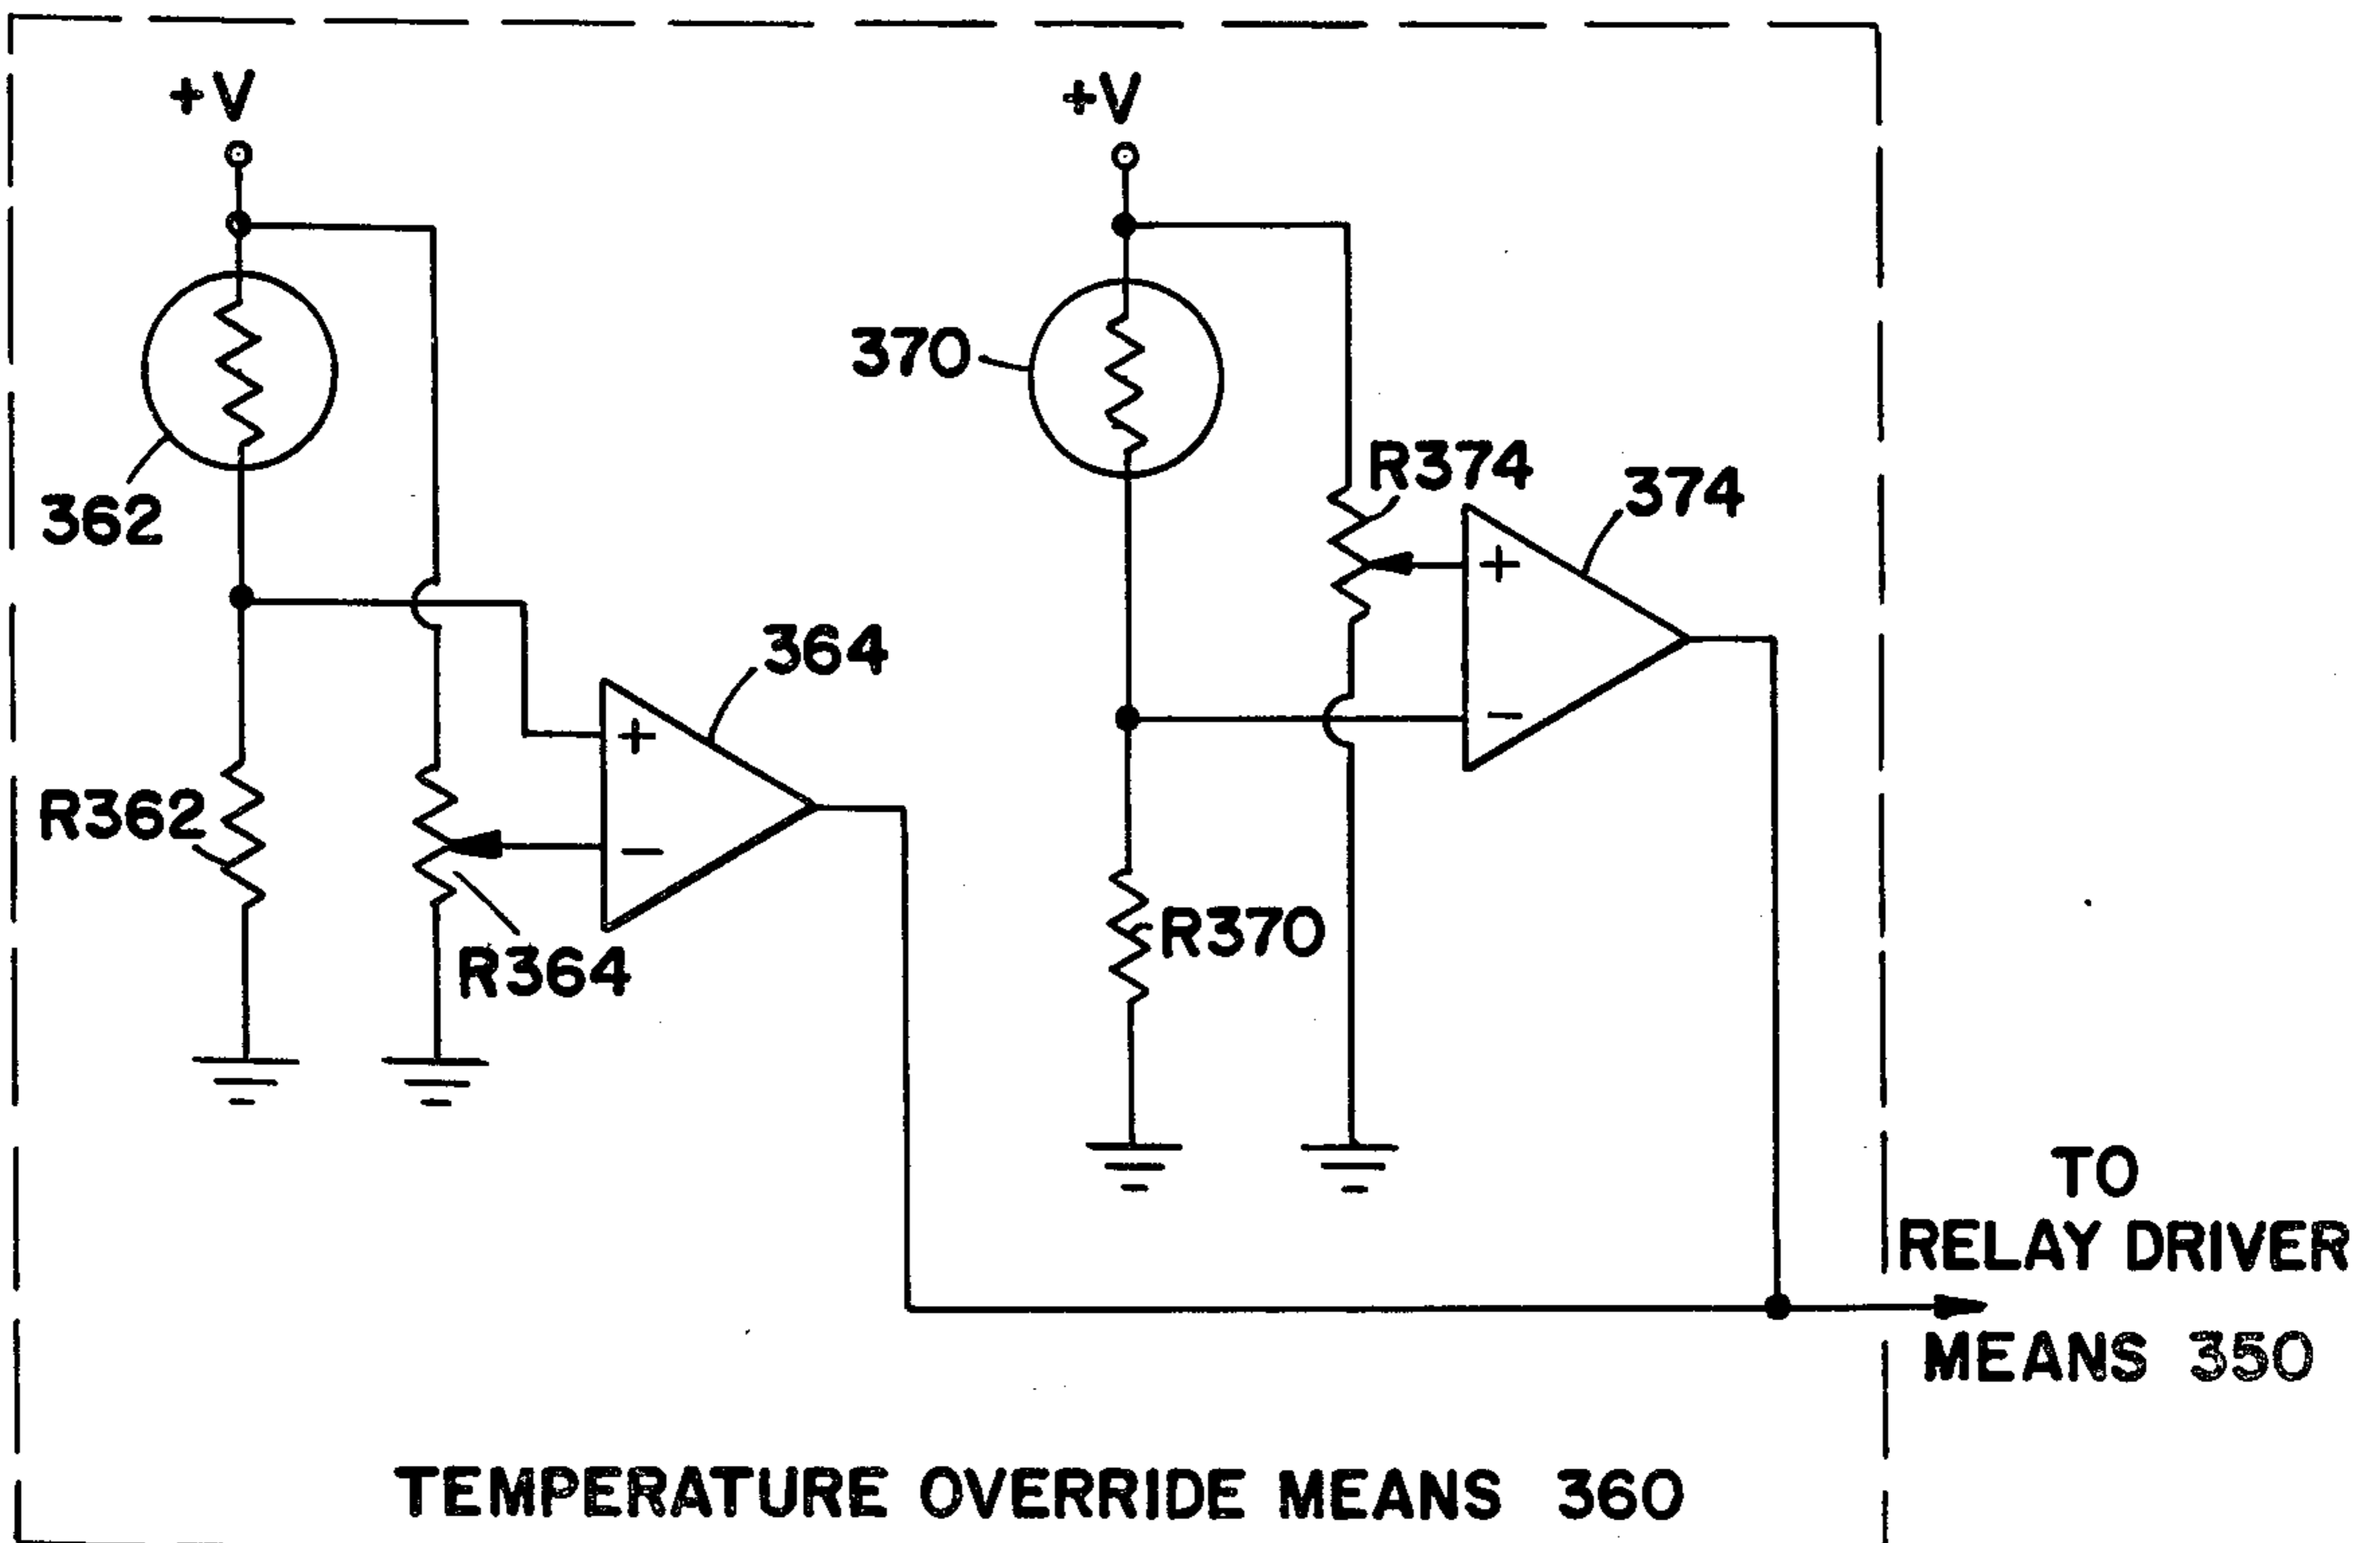 +V
+V
362
370
R374
374
364
+
-
R362
R364
+
-
R370
TO
RELAY DRIVER
MEANS 350
TEMPERATURE OVERRIDE MEANS 360